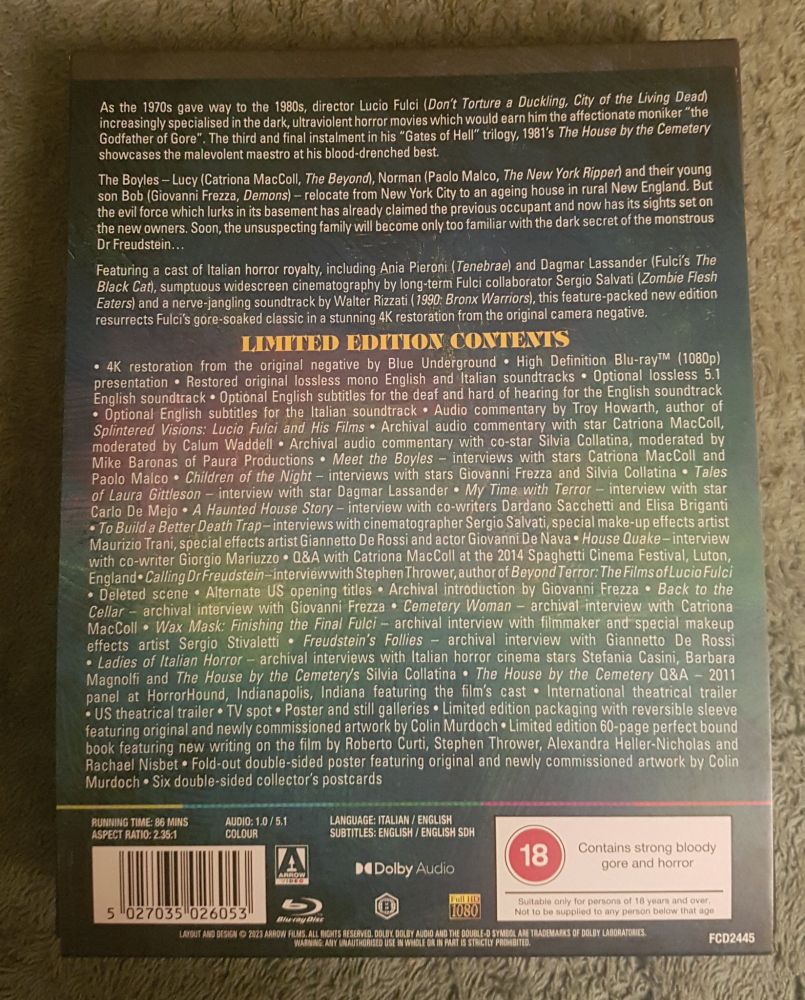 As the 1970s gave way to the 1980s, director Lucio Fulci (Don't Torture a Duckling, City of the Living Dead)
increasingly specialised in the dark, ultraviolent horror movies which would earn him the affectionate moniker "the
Godfather of Gore". The third and final instalment in his "Gates of Hell" trilogy, 1981's The House by the Cemetery
showcases the malevolent maestro at his blood-drenched best.
The Boyles – Lucy (Catriona MacColl, The Beyond), Norman (Paolo Malco, The New York Ripper) and their young
son Bob (Giovanni Frezza, Demons) – relocate from New York City to an ageing house in rural New England. But
the evil force which lurks in its basement has already claimed the previous occupant and now has its sights set on
the new owners. Soon, the unsuspecting family will become only too familiar with the dark secret of the monstrous
Dr Freudstein...
Featuring a cast of Italian horror royalty, including Ania Pieroni (Tenebrae) and Dagmar Lassander (Fulci's The
Black Cat), sumptuous widescreen cinematography by long-term Fulci collaborator Sergio Salvati (Zombie Flesh
Eaters) and a nerve-jangling soundtrack by Walter Rizzati (1990: Bronx Warriors), this feature-packed new edition
resurrects Fulci's gore-soaked classic in a stunning 4K restoration from the original camera negative.
LIMITED EDITION CONTENTS
• 4K restoration from the original negative by Blue Underground • High Definition Blu-ray™ (1080p)
presentation • Restored original lossless mono English and Italian soundtracks • Optional lossless 5.1
English soundtrack • Optional English subtitles for the deaf and hard of hearing for the English soundtrack
• Optional English subtitles for the Italian soundtrack • Audio commentary by Troy Howarth, author of
Splintered Visions: Lucio Fulci and His Films • Archival audio commentary with star Catriona MacColl,
moderated by Calum Waddell • Archival audio commentary with co-star Silvia Collatina, moderated by
Mike Baronas of Paura Productions • Meet the Boyles – interviews with stars Catriona MacColl and
Paolo Malco • Children of the Night – interviews with stars Giovanni Frezza and Silvia Collatina • Tales
of Laura Gittleson – interview with star Dagmar Lassander • My Time with Terror – interview with star
Carlo De Mejo • A Haunted House Story – interview with co-writers Dardano Sacchetti and Elisa Briganti
• To Build a Better Death Trap – interviews with cinematographer Sergio Salvati, special make-up effects artist
Maurizio Trani, special effects artist Giannetto De Rossi and actor Giovanni De Nava • House Quake – interview
with co-writer Giorgio Mariuzzo • Q&A with Catriona MacColl at the 2014 Spaghetti Cinema Festival, Luton,
England • Calling Dr Freudstein – interview with Stephen Thrower, author of Beyond Terror: The Films of Lucio Fulci
• Deleted scene • Alternate US opening titles • Archival introduction by Giovanni Frezza • Back to the
Cellar – archival interview with Giovanni Frezza • Cemetery Woman – archival interview with Catriona
MacColl • Wax Mask: Finishing the Final Fulci – archival interview with filmmaker and special makeup
effects artist Sergio Stivaletti • Freudstein's Follies – archival interview with Giannetto De Rossi
• Ladies of Italian Horror – archival interviews with Italian horror cinema stars Stefania Casini, Barbara
Magnolfi and The House by the Cemetery's Silvia Collatina • The House by the Cemetery Q&A – 2011
panel at HorrorHound, Indianapolis, Indiana featuring the film's cast • International theatrical trailer
• US theatrical trailer • TV spot • Poster and still galleries • Limited edition packaging with reversible sleeve
featuring original and newly commissioned artwork by Colin Murdoch • Limited edition 60-page perfect bound
book featuring new writing on the film by Roberto Curti, Stephen Thrower, Alexandra Heller-Nicholas and
Rachael Nisbet • Fold-out double-sided poster featuring original and newly commissioned artwork by Colin
Murdoch • Six double-sided collector's postcards
RUNNING TIME: 86 MINS
ASPECT RATIO: 2.35:1
AUDIO: 1.0 / 5.1
COLOUR
LANGUAGE: ITALIAN / ENGLISH
SUBTITLES: ENGLISH / ENGLISH SDH
5 027035 026053
ARROW
VIDEO
Blu-ray Disc
Dolby Audio
B
Full HD
1080
18
Contains strong bloody
gore and horror
Suitable only for persons of 18 years and over.
Not to be supplied to any person below that age
LAYOUT AND DESIGN © 2023 ARROW FILMS. ALL RIGHTS RESERVED. DOLBY, DOLBY AUDIO AND THE DOUBLE-D SYMBOL ARE TRADEMARKS OF DOLBY LABORATORIES.
WARNING: ANY UNAUTHORISED USE IN WHOLE OR IN PART IS STRICTLY PROHIBITED.
FCD2445